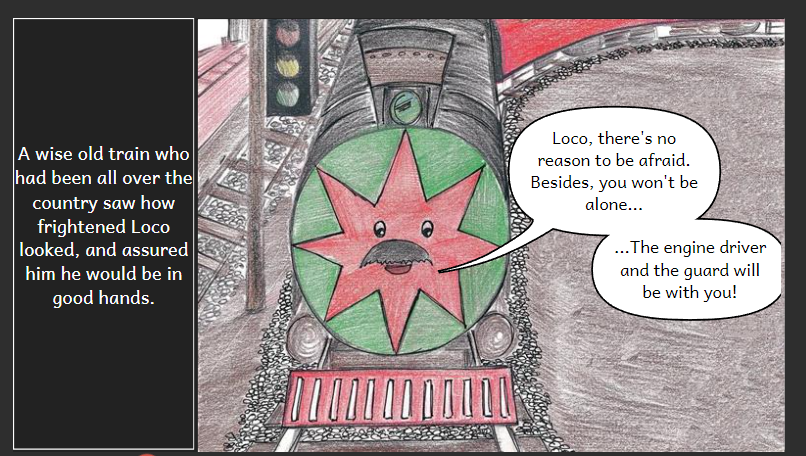 A wise old train who
had been all over the
country saw how
frightened Loco
looked, and assured
him he would be in
good hands.
Loco, there's no
reason to be afraid.
Besides, you won't be
alone...
...The engine driver
and the guard will
be with you!